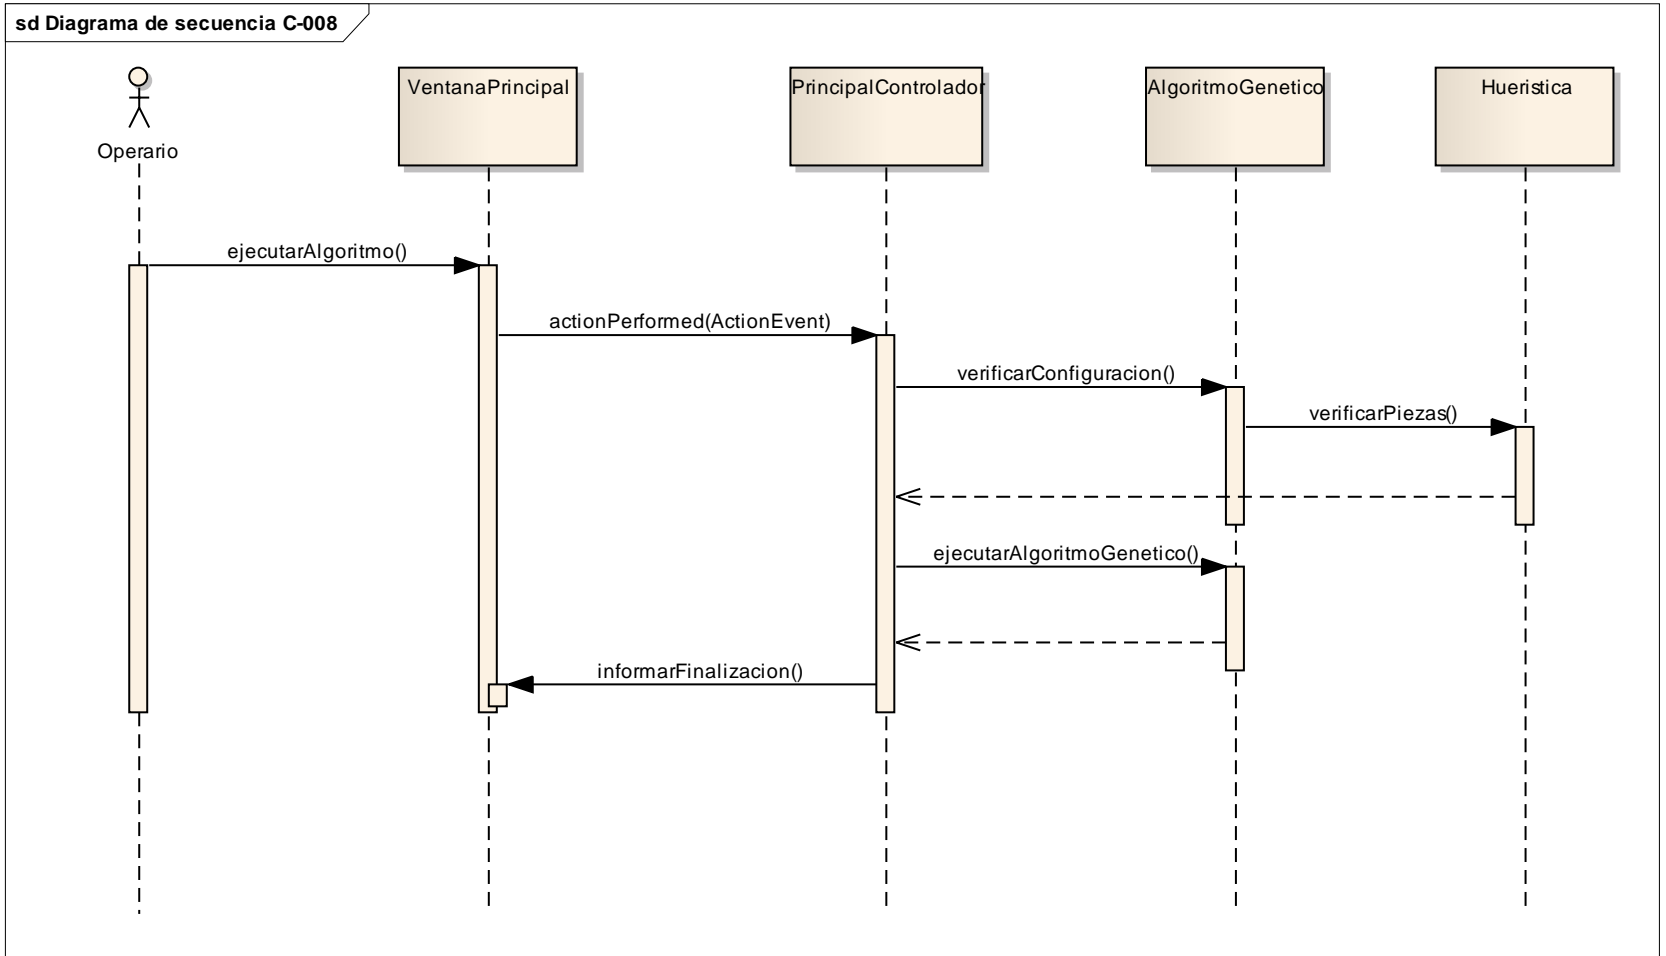 sd Diagrama de secuencia C-008
Operario
VentanaPrincipal
PrincipalControlador
AlgoritmoGenetico
Hueristica
ejecutarAlgoritmo()
actionPerformed(ActionEvent)
verificarConfiguracion()
verificarPiezas()
ejecutarAlgoritmoGenetico()
informarFinalizacion()